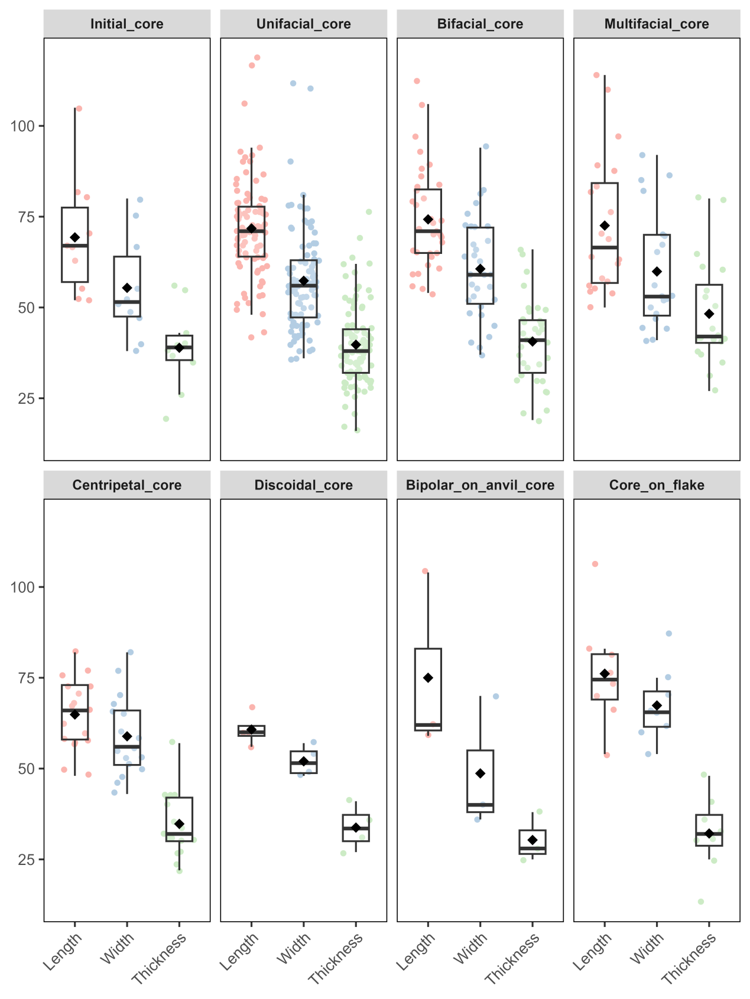 Initial_core Unifacial_core Bifacial_core Multifacial_core
100
75
50
25
Centripetal_core Discoidal_core Bipolar_on_anvil_core Core_on_flake
100
75
50
25
Length Width Thickness Length Width Thickness Length Width Thickness Length Width Thickness